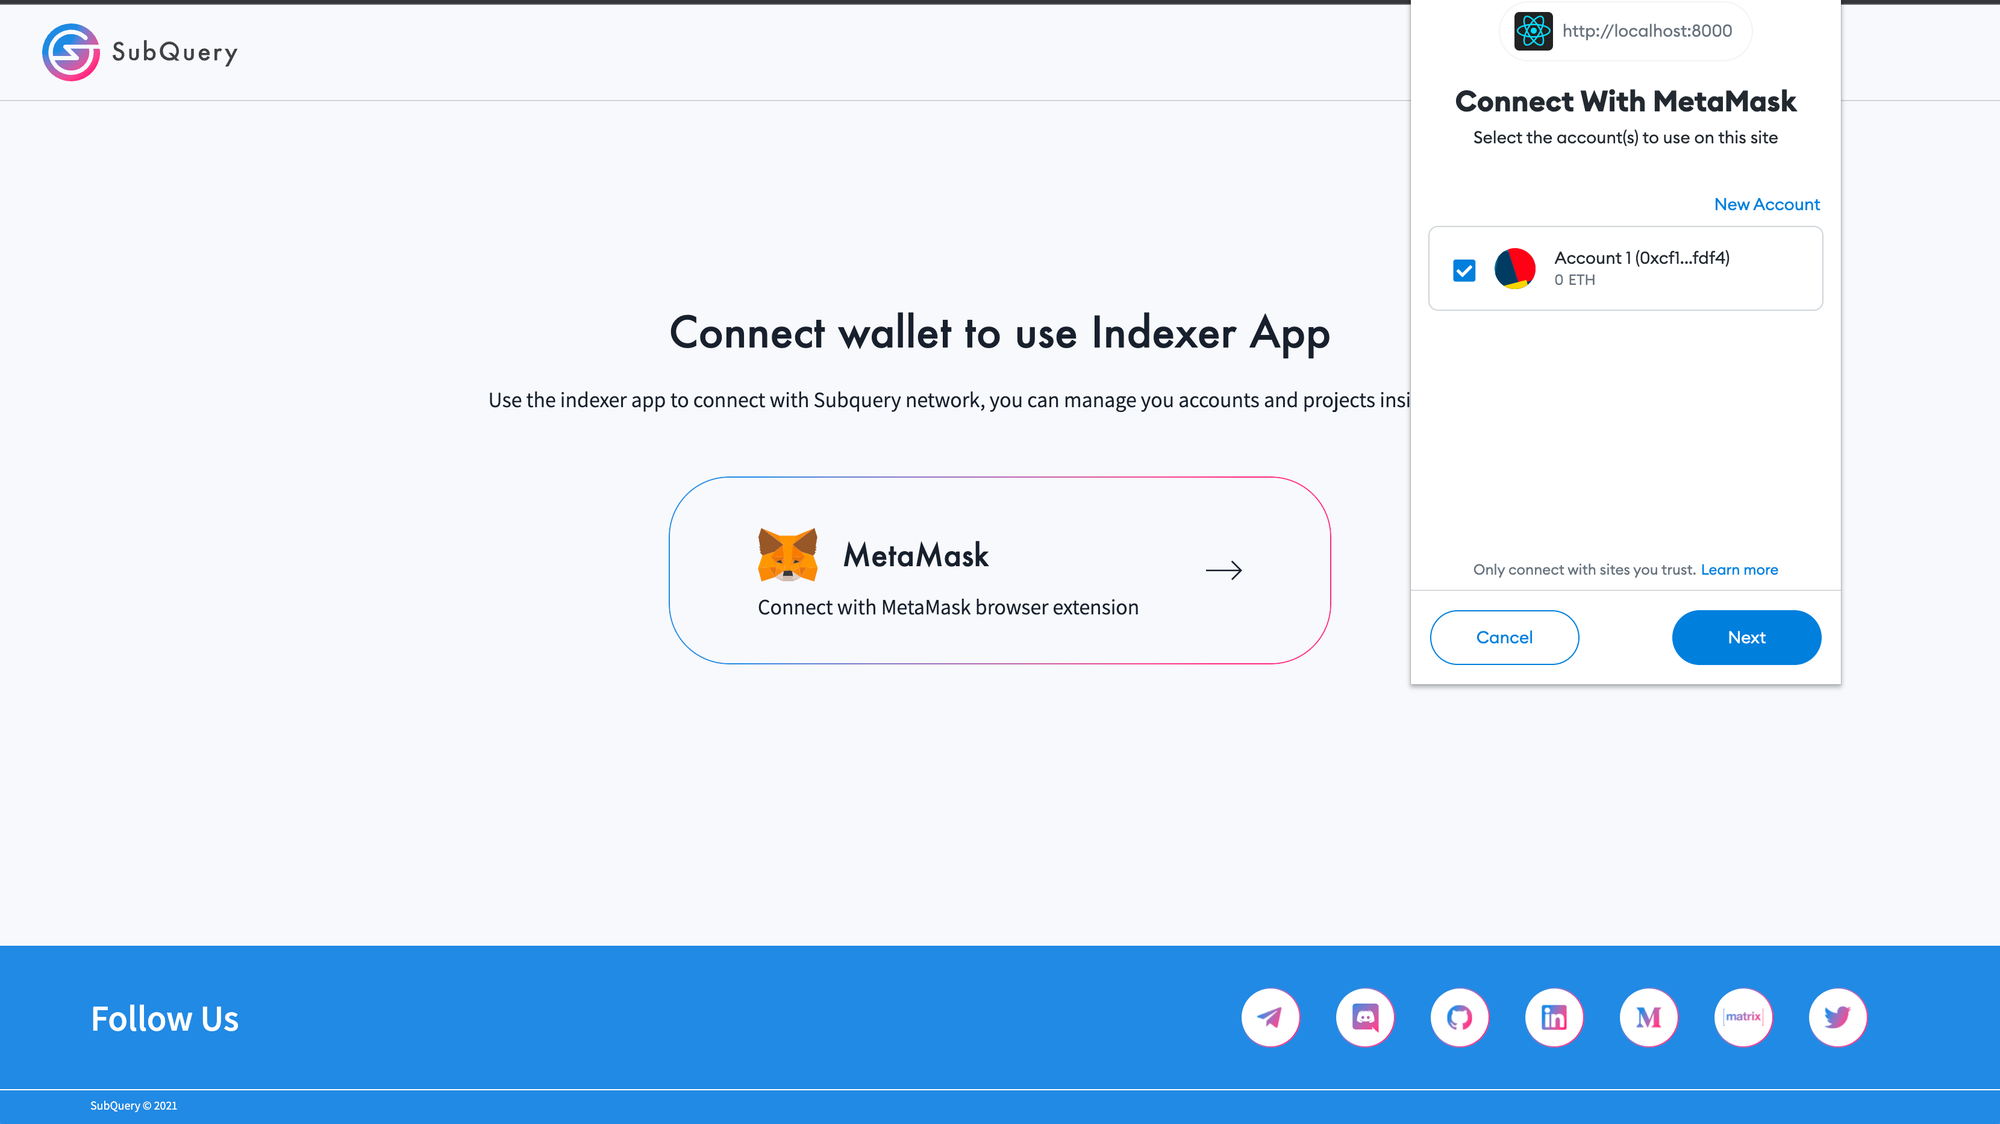 SubQuery
http://localhost:8000
Connect With MetaMask
Select the account(s) to use on this site
New Account
Account 1 (0xcf1...fdf4)
0 ETH
Only connect with sites you trust. Learn more
Cancel
Next
Connect wallet to use Indexer App
Use the indexer app to connect with Subquery network, you can manage you accounts and projects insi
MetaMask
Connect with MetaMask browser extension
Follow Us
in
M
[matrix]
SubQuery © 2021